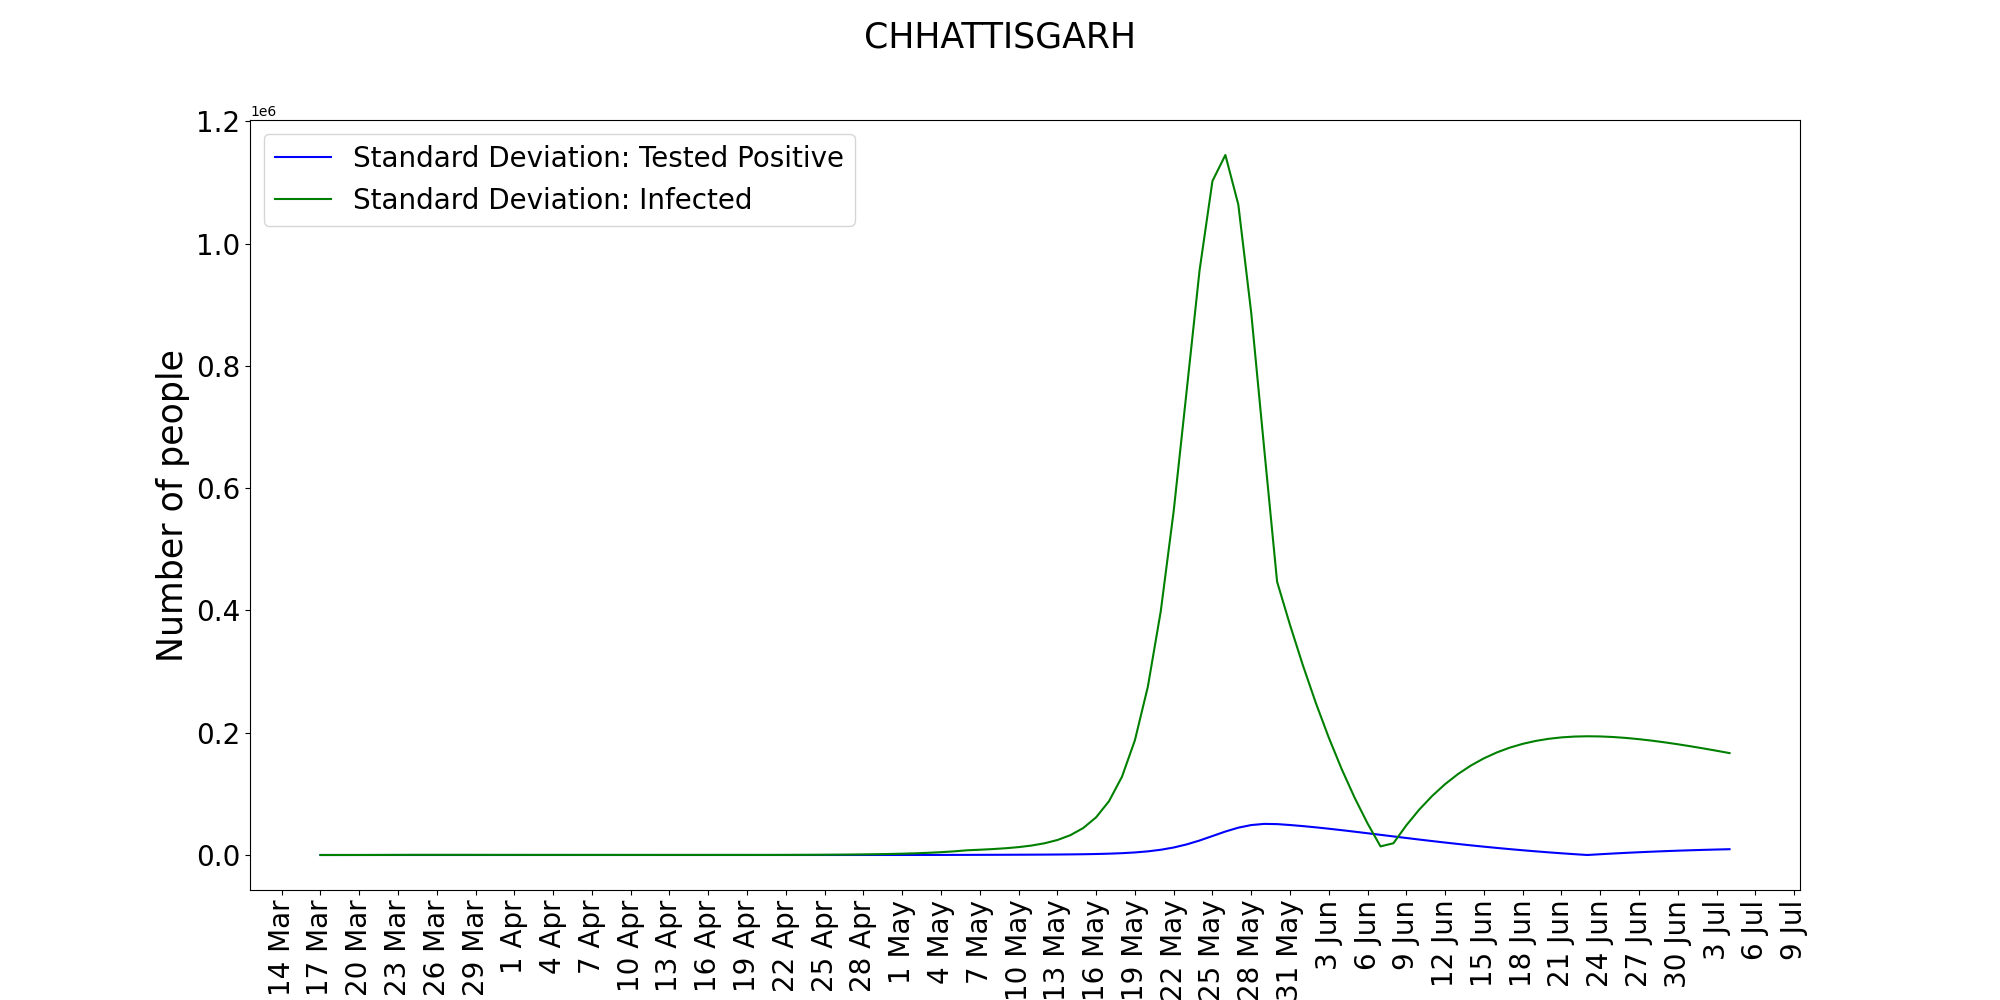 CHHATTISGARH
1e6
1.2
1.0
0.8
0.6
0.4
0.2
0.0
Number of people
Standard Deviation: Tested Positive
Standard Deviation: Infected
14 Mar
17 Mar
20 Mar
23 Mar
26 Mar
29 Mar
1 Apr
4 Apr
7 Apr
10 Apr
13 Apr
16 Apr
19 Apr
22 Apr
25 Apr
28 Apr
1 May
4 May
7 May
10 May
13 May
16 May
19 May
22 May
25 May
28 May
31 May
3 Jun
6 Jun
9 Jun
12 Jun
15 Jun
18 Jun
21 Jun
24 Jun
27 Jun
30 Jun
3 Jul
6 Jul
9 Jul